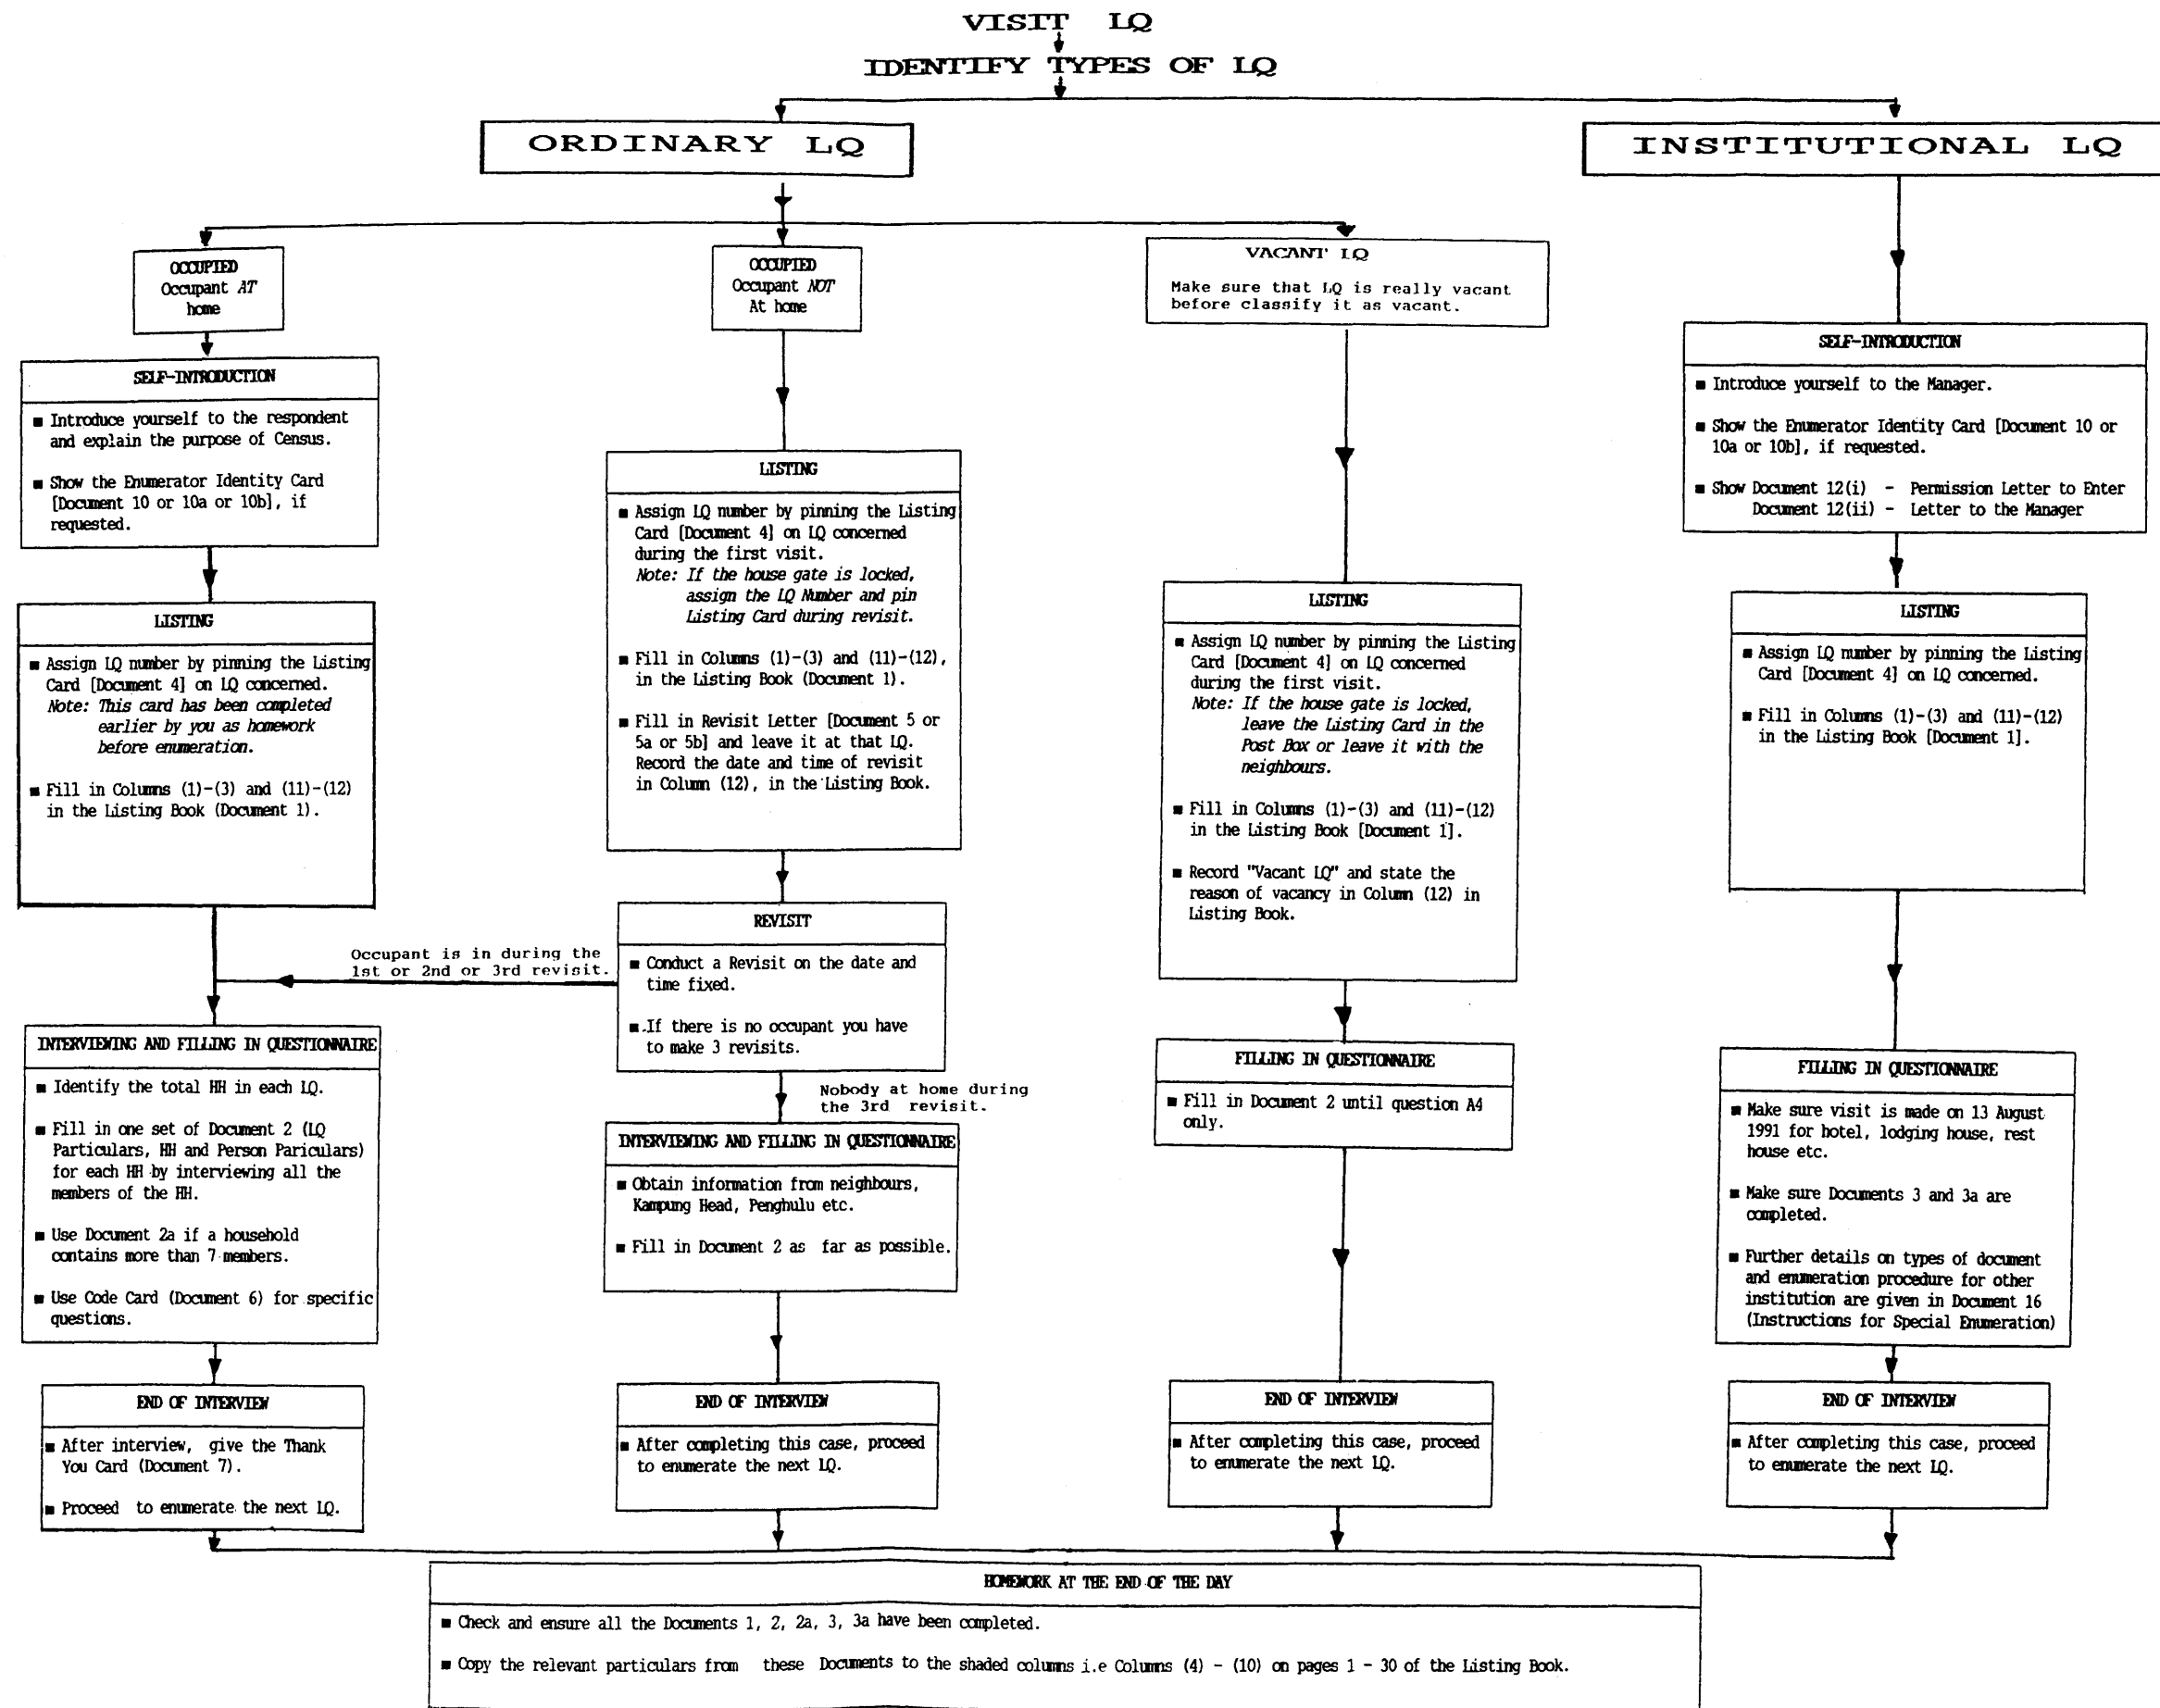 VISIT LQ
IDENTIFY TYPES OF LQ
ORDINARY LQ
INSTITUTIONAL LQ
OCCUPIED
Occupant AT
home
SELF-INTRODUCTION
■ Introduce yourself to the respondent
and explain the purpose of Census.
■ Show the Enumerator Identity Card
[Document 10 or 10a or 10b], if
requested.
LISTING
■ Assign LQ number by pinning the Listing
Card [Document 4] on LQ concerned.
Note: This card has been completed
earlier by you as homework
before enumeration.
■ Fill in Columns (1)-(3) and (11)-(12)
in the Listing Book (Document 1).
INTERVIEWING AND FILLING IN QUESTIONNAIRE
■ Identify the total HH in each LQ.
■ Fill in one set of Document 2 (LQ
Particulars, HH and Person Pariculars)
for each HH by interviewing all the
members of the HH.
■ Use Document 2a if a household
contains more than 7 members.
■ Use Code Card (Document 6) for specific
questions.
END OF INTERVIEW
■ After interview, give the Thank
You Card (Document 7).
■ Proceed to enumerate the next LQ.
OCCUPIED
Occupant NOT
At home
LISTING
■ Assign LQ number by pinning the Listing
Card [Document 4] on LQ concerned
during the first visit.
Note: If the house gate is locked,
assign the LQ Number and pin
Listing Card during revisit.
■ Fill in Columns (1)-(3) and (11)-(12),
in the Listing Book (Document 1).
■ Fill in Revisit Letter [Document 5 or
5a or 5b] and leave it at that LQ.
Record the date and time of revisit
in Column (12), in the Listing Book.
REVISIT
■ Conduct a Revisit on the date and
time fixed.
■ If there is no occupant you have
to make 3 revisits.
Occupant is in during the
1st or 2nd or 3rd revisit.
Nobody at home during
the 3rd revisit.
INTERVIEWING AND FILLING IN QUESTIONNAIRE
■ Obtain information from neighbours,
Kampung Head, Penghulu etc.
■ Fill in Document 2 as far as possible.
END OF INTERVIEW
■ After completing this case, proceed
to enumerate the next LQ.
VACANT LQ
Make sure that LQ is really vacant
before classify it as vacant.
LISTING
■ Assign LQ number by pinning the Listing
Card [Document 4] on LQ concerned
during the first visit.
Note: If the house gate is locked,
leave the Listing Card in the
Post Box or leave it with the
neighbours.
■ Fill in Columns (1)-(3) and (11)-(12)
in the Listing Book [Document 1].
■ Record "Vacant LQ" and state the
reason of vacancy in Column (12) in
Listing Book.
FILLING IN QUESTIONNAIRE
■ Fill in Document 2 until question A4
only.
END OF INTERVIEW
■ After completing this case, proceed
to enumerate the next LQ.
SELF-INTRODUCTION
■ Introduce yourself to the Manager.
■ Show the Enumerator Identity Card [Document 10 or
10a or 10b], if requested.
■ Show Document 12(i) - Permission Letter to Enter
Document 12(ii) - Letter to the Manager
LISTING
■ Assign LQ number by pinning the Listing
Card [Document 4] on LQ concerned.
■ Fill in Columns (1)-(3) and (11)-(12)
in the Listing Book [Document 1].
FILLING IN QUESTIONNAIRE
■ Make sure visit is made on 13 August
1991 for hotel, lodging house, rest
house etc.
■ Make sure Documents 3 and 3a are
completed.
■ Further details on types of document
and enumeration procedure for other
institution are given in Document 16
(Instructions for Special Enumeration)
END OF INTERVIEW
■ After completing this case, proceed
to enumerate the next LQ.
HOMEWORK AT THE END OF THE DAY
■ Check and ensure all the Documents 1, 2, 2a, 3, 3a have been completed.
■ Copy the relevant particulars from these Documents to the shaded columns i.e Columns (4) - (10) on pages 1 - 30 of the Listing Book.